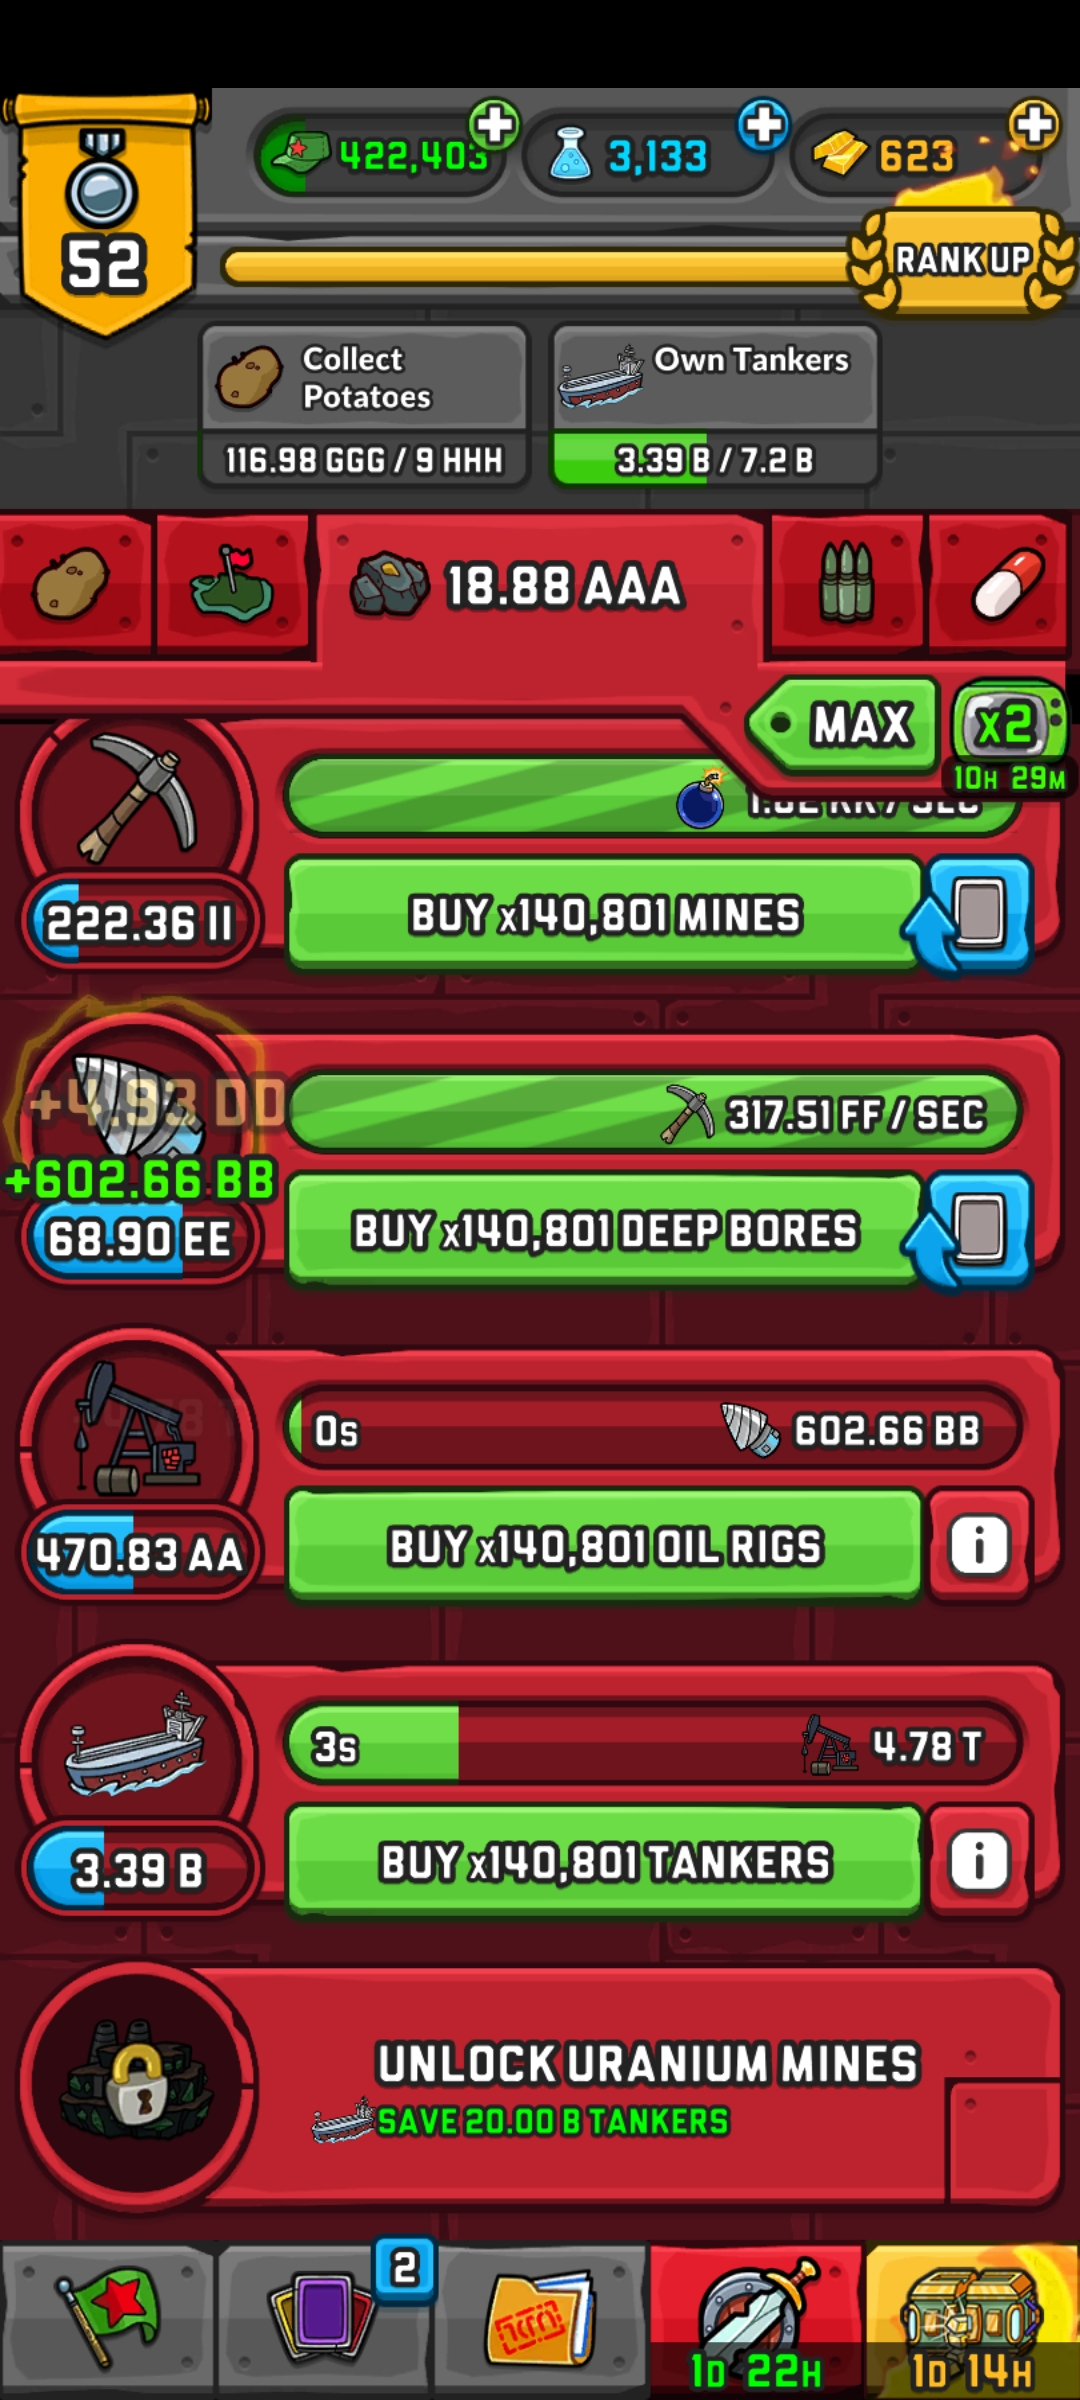 422,403
3,133
623
52
RANK UP
Collect
Potatoes
116.98 GGG / 9 HHH
Own Tankers
3.39 B / 7.2 B
18.88 AAA
MAX
x2
10H 29M
222.36 II
BUY x140,801 MINES
+4.93 DD
+602.66 BB
68.90 EE
317.51 FF / SEC
BUY x140,801 DEEP BORES
0s
602.66 BB
470.83 AA
BUY x140,801 OIL RIGS
i
3s
4.78 T
3.39 B
BUY x140,801 TANKERS
i
UNLOCK URANIUM MINES
SAVE 20.00 B TANKERS
2
1D 22H
1D 14H